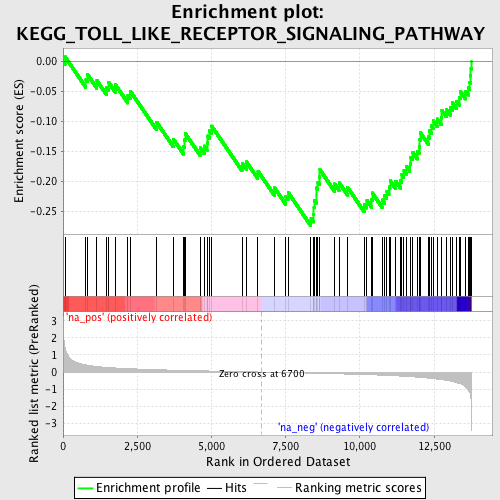 Enrichment plot:
KEGG_TOLL_LIKE_RECEPTOR_SIGNALING_PATHWAY
Enrichment score (ES)
0.00
-0.05
-0.10
-0.15
-0.20
-0.25
'na_pos' (positively correlated)
Ranked list metric (PreRanked)
3
2
1
0
-1
-2
-3
Zero cross at 6700
'na_neg' (negatively correlated)
0
2,500
5,000
7,500
10,000
12,500
Rank in Ordered Dataset
Enrichment profile
Hits
Ranking metric scores